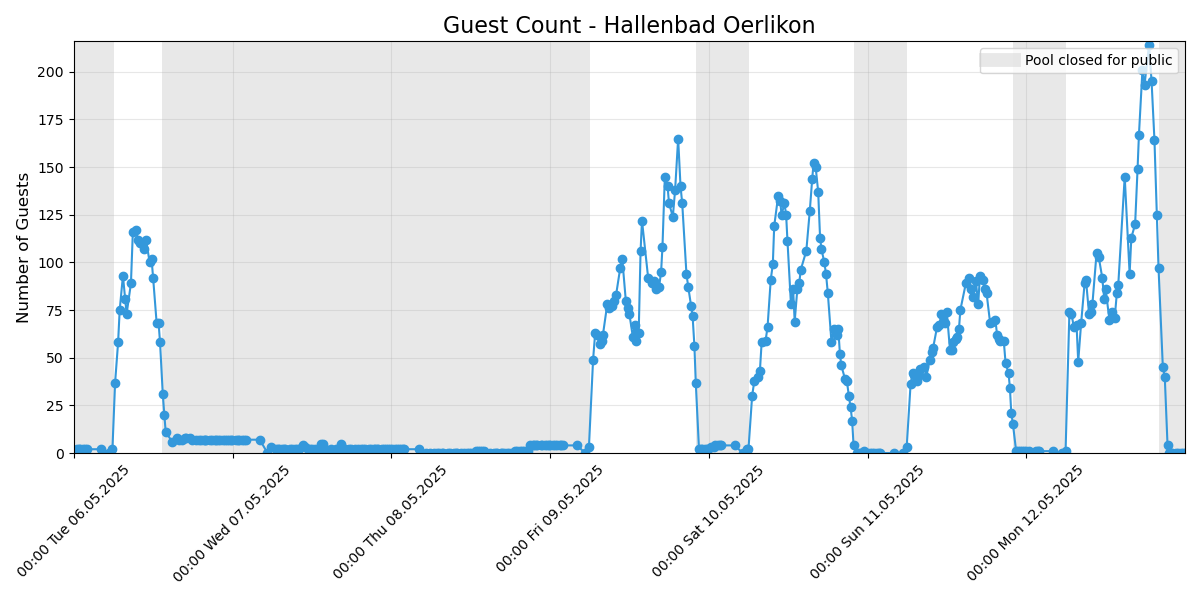 Guest Count - Hallenbad Oerlikon
Pool closed for public
Number of Guests
200
175
150
125
100
75
50
25
0
00:00 Tue 06.05.2025
00:00 Wed 07.05.2025
00:00 Thu 08.05.2025
00:00 Fri 09.05.2025
00:00 Sat 10.05.2025
00:00 Sun 11.05.2025
00:00 Mon 12.05.2025